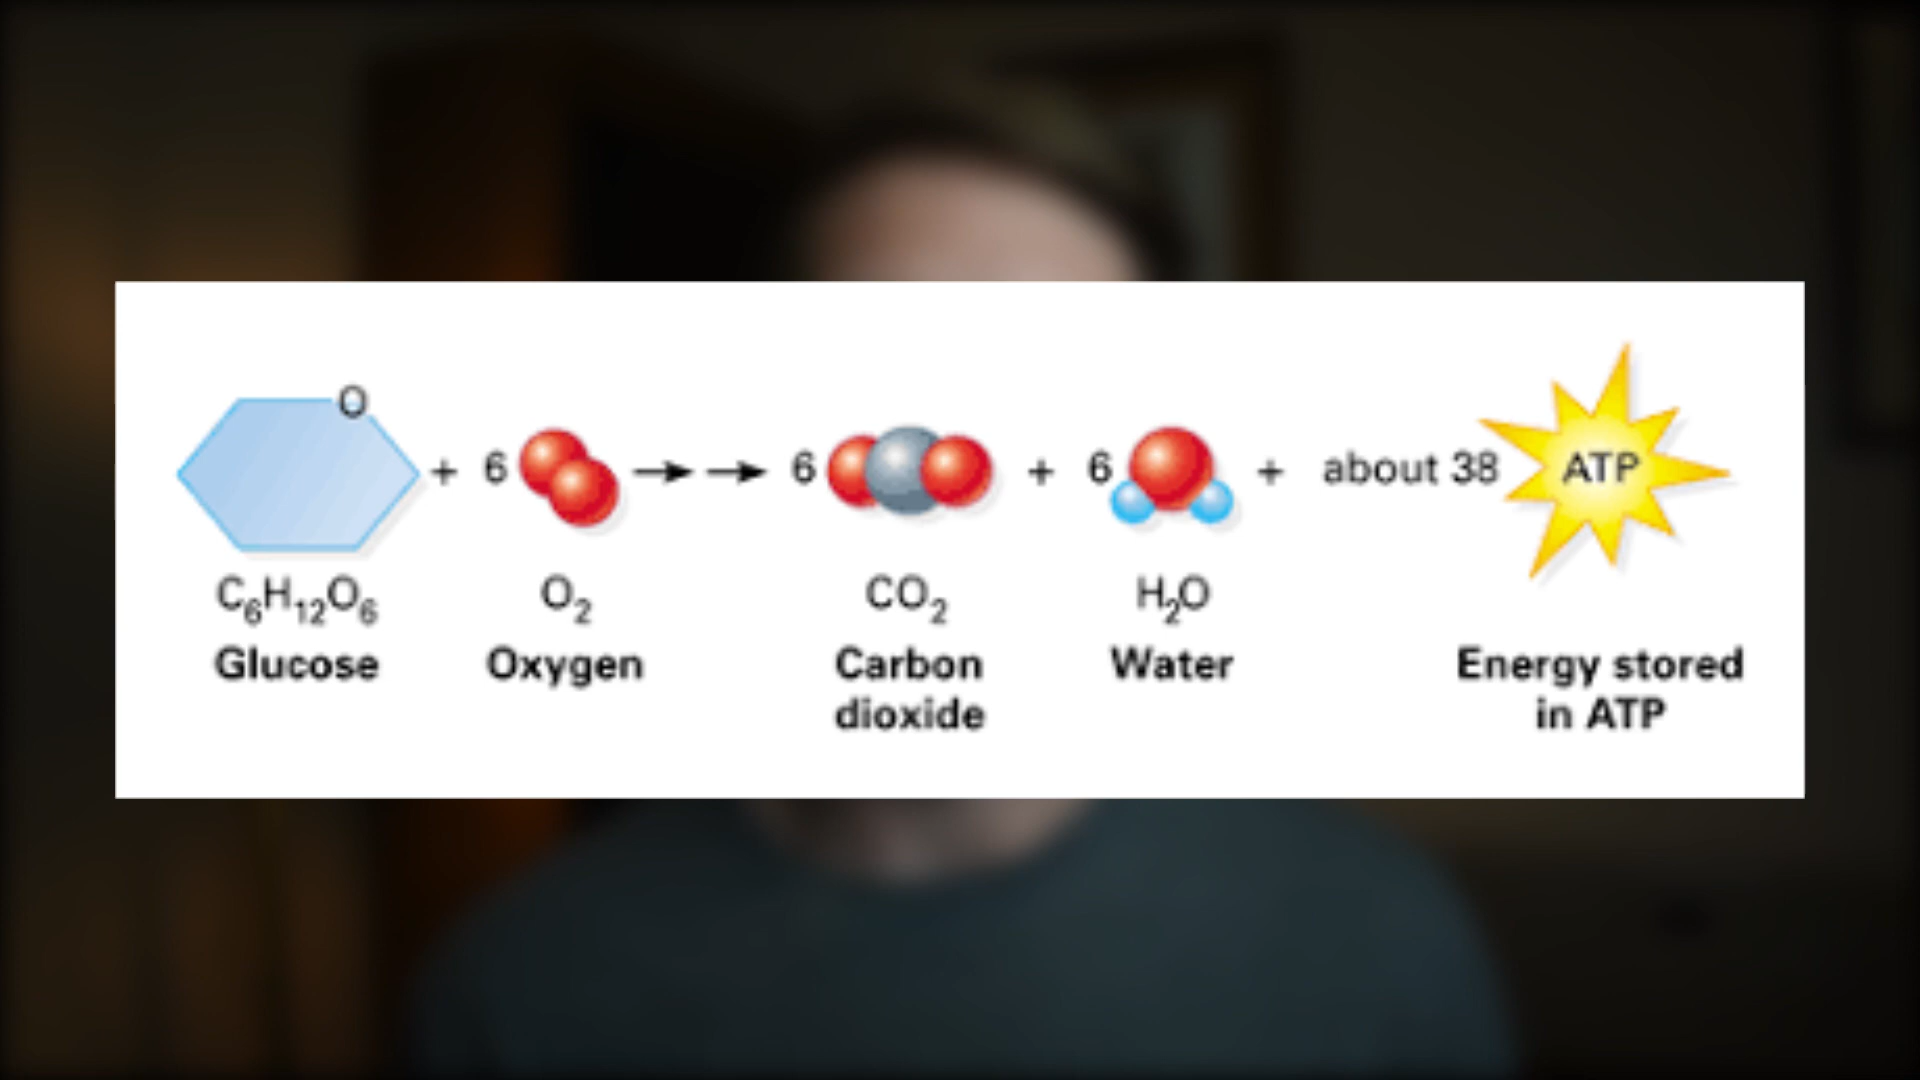 O
+ 6 → → 6 + 6 + about 38 ATP
C₆H₁₂O₆ O₂ CO₂ H₂O
Glucose Oxygen Carbon dioxide Water Energy stored in ATP